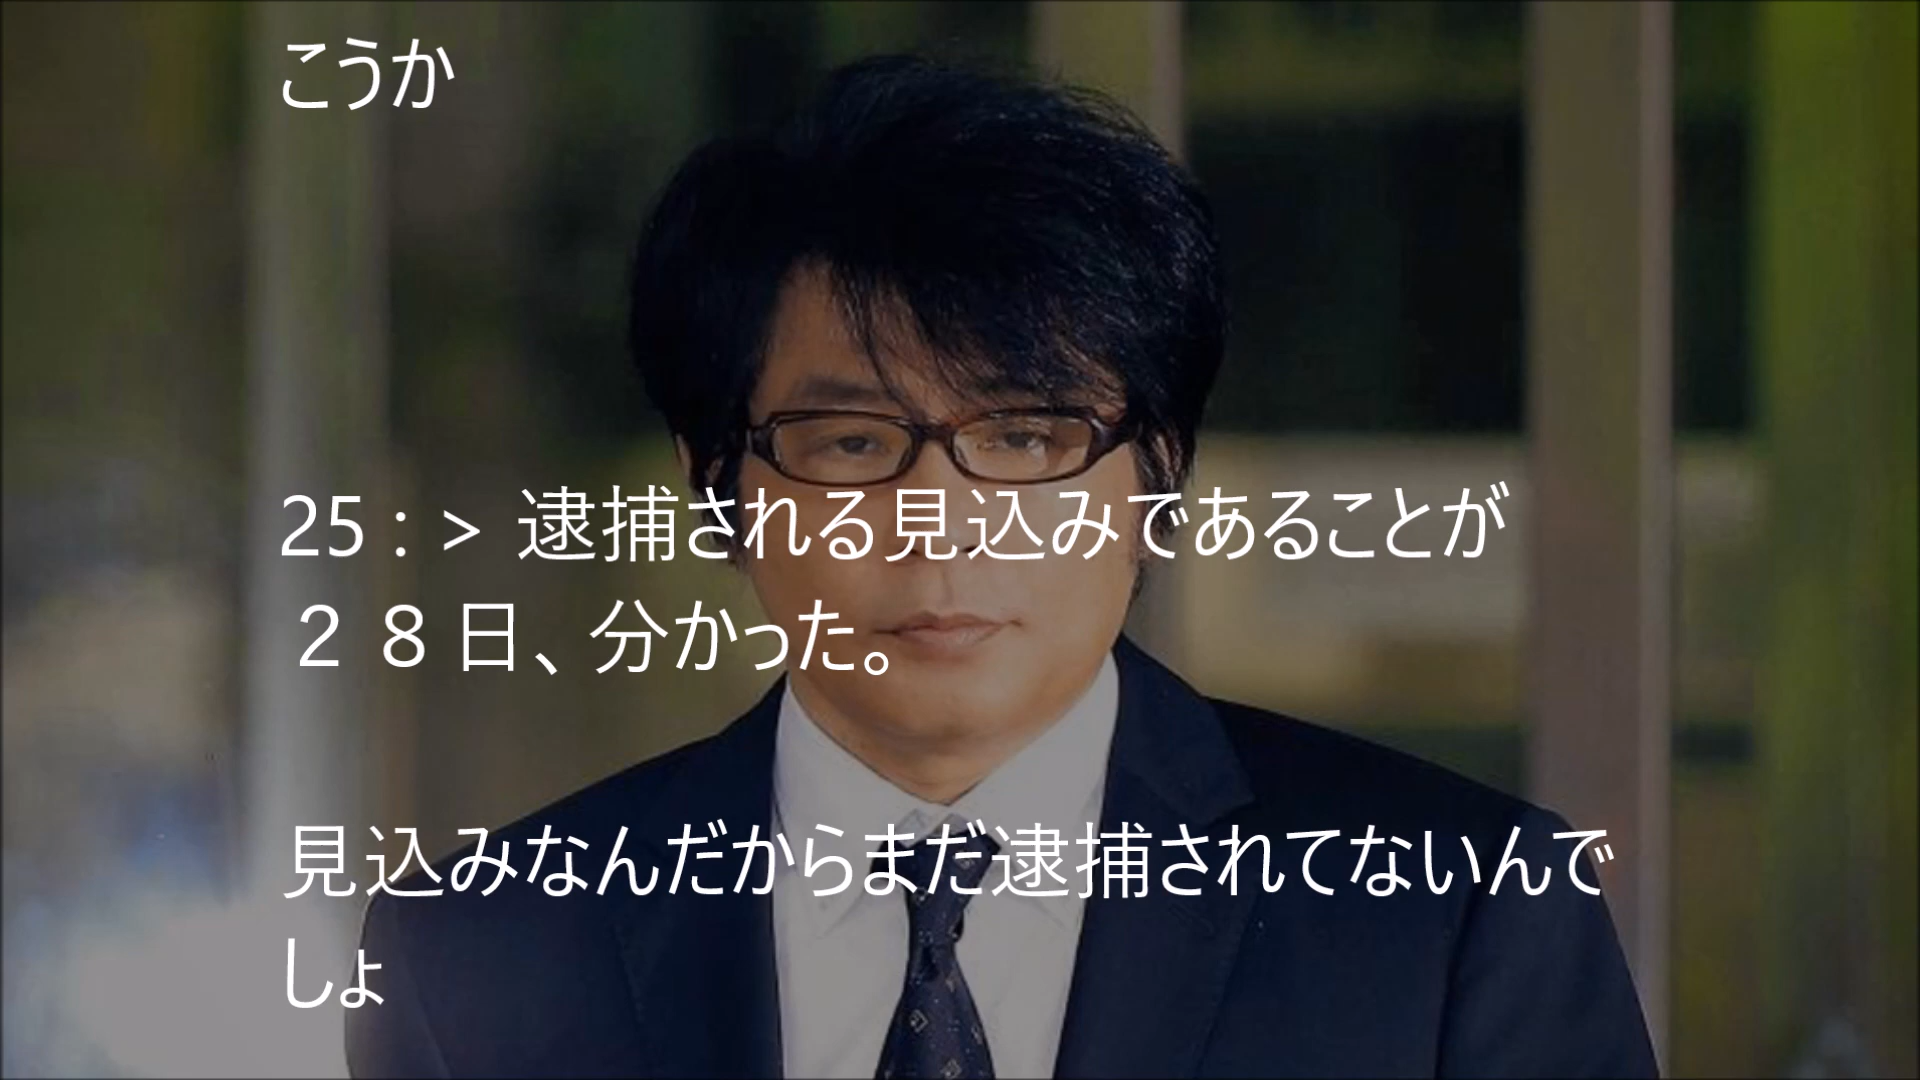 こうか
25 : > 逮捕される見込みであることが
２８日、分かった。
見込みなんだからまだ逮捕されてないんで
しょ